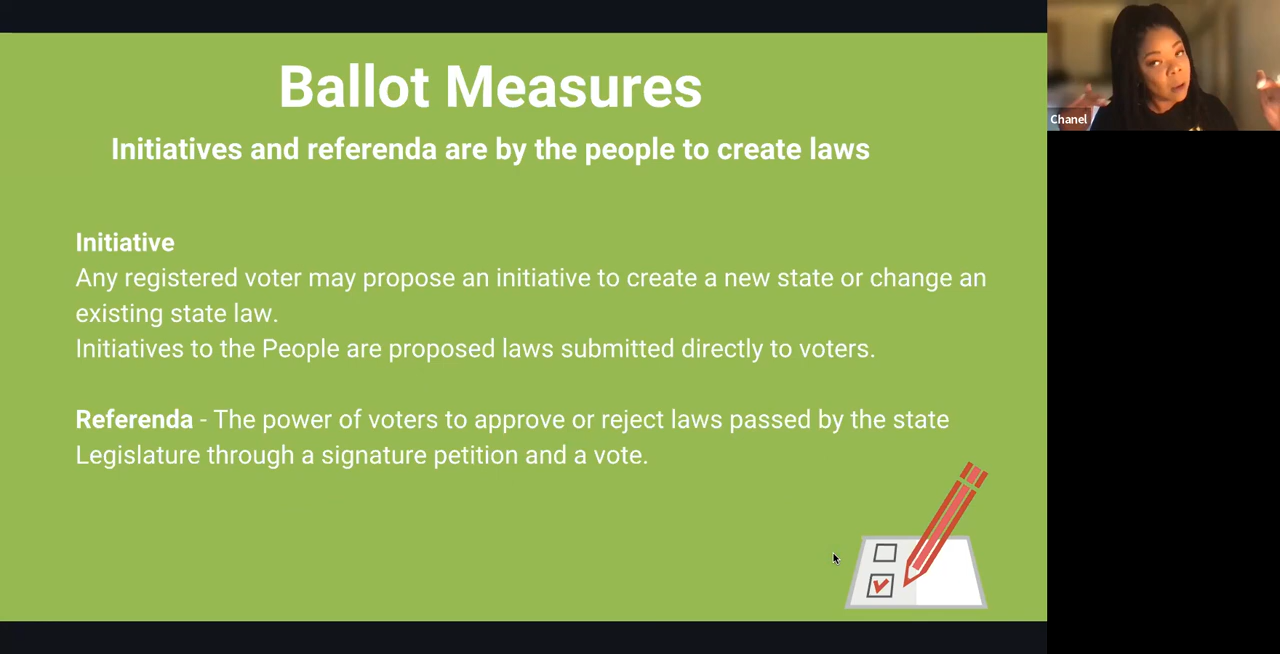 Ballot Measures
Initiatives and referenda are by the people to create laws
Initiative
Any registered voter may propose an initiative to create a new state or change an
existing state law.
Initiatives to the People are proposed laws submitted directly to voters.
Referenda - The power of voters to approve or reject laws passed by the state
Legislature through a signature petition and a vote.
Chanel